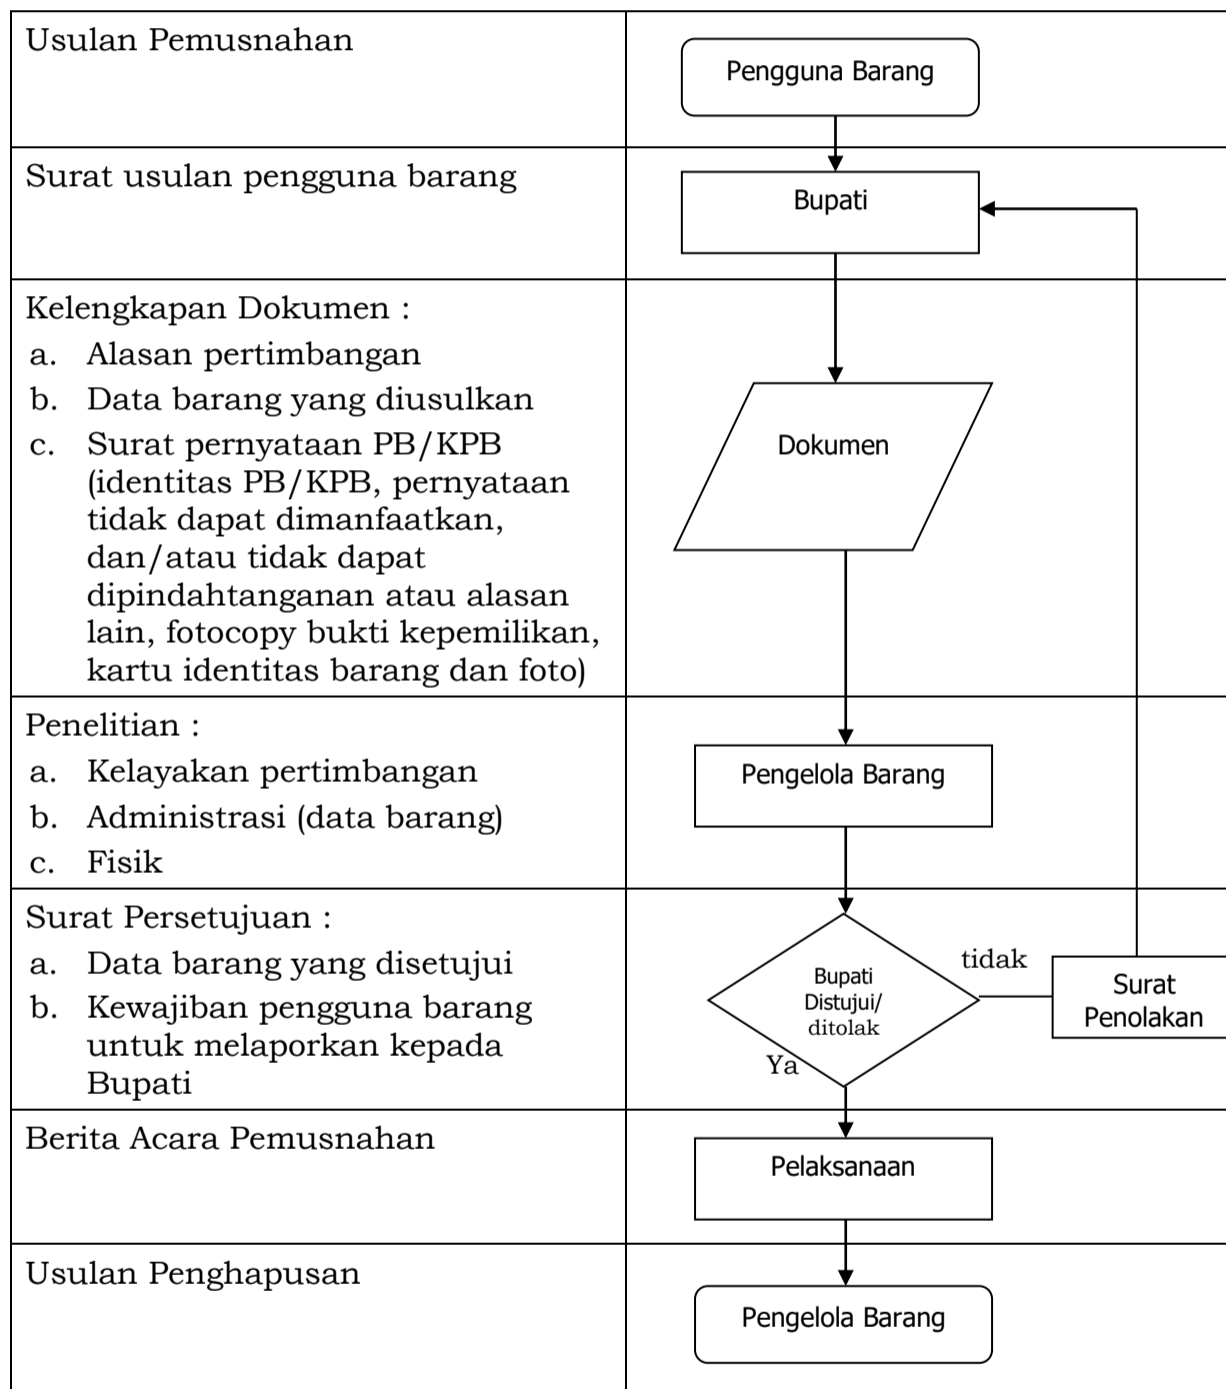 Usulan Pemusnahan
Pengguna Barang
Surat usulan pengguna barang
Bupati
Kelengkapan Dokumen :
a. Alasan pertimbangan
b. Data barang yang diusulkan
c. Surat pernyataan PB/KPB
(identitas PB/KPB, pernyataan
tidak dapat dimanfaatkan,
dan/atau tidak dapat
dipindahtanganan atau alasan
lain, fotocopy bukti kepemilikan,
kartu identitas barang dan foto)
Dokumen
Penelitian :
a. Kelayakan pertimbangan
b. Administrasi (data barang)
c. Fisik
Pengelola Barang
Surat Persetujuan :
a. Data barang yang disetujui
b. Kewajiban pengguna barang
untuk melaporkan kepada
Bupati
Bupati
Distujui/
ditolak
tidak
Surat
Penolakan
Ya
Berita Acara Pemusnahan
Pelaksanaan
Usulan Penghapusan
Pengelola Barang